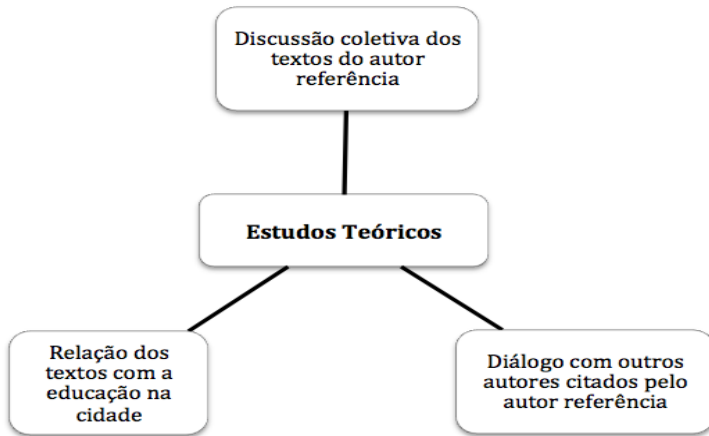 Discussão coletiva dos
textos do autor
referência
Estudos Teóricos
Relação dos
textos com a
educação na
cidade
Diálogo com outros
autores citados pelo
autor referência